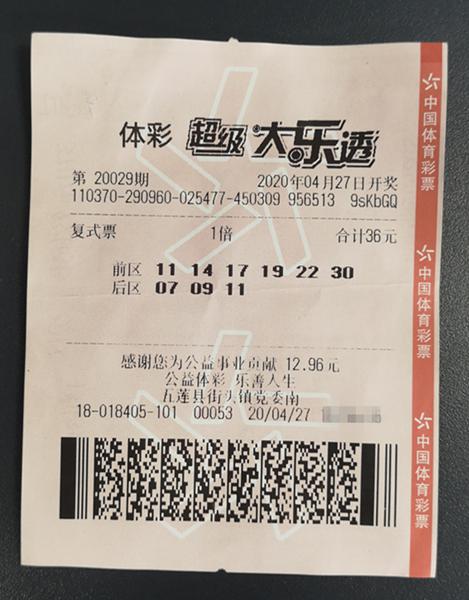 体彩 超级大乐透
第 20029期 2020年04月27日开奖
110370-290960-025477-450309 956513 9sKbGQ
复式票 1倍 合计36元
前区 11 14 17 19 22 30
后区 07 09 11
感谢您为公益事业贡献 12.96元
公益体彩 乐善人生
五莲县街头镇党委南
18-018405-101 00053 20/04/27
中国体育彩票
中国体育彩票
中国体育彩票